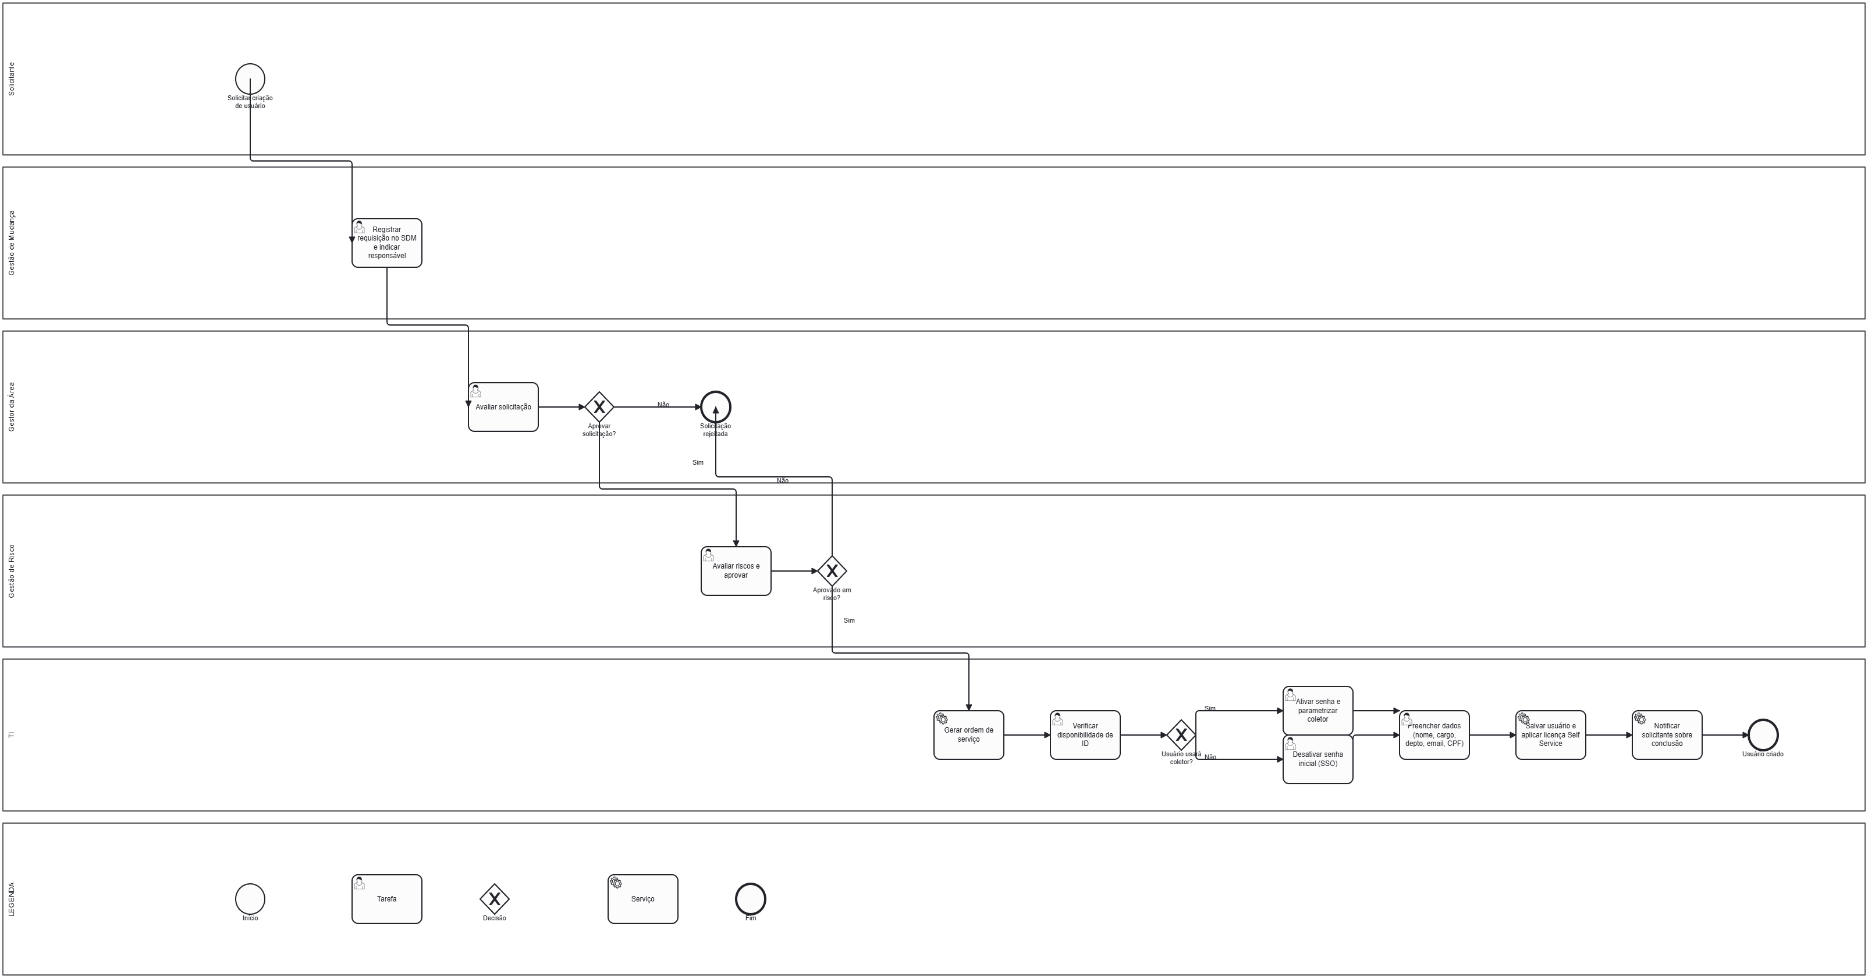 Solicitante
Solicitar criação
de usuário
Gestão de Mudança
Registrar
requisição no SDM
e indicar
responsável
Gestor da Área
Avaliar solicitação
Aprovar
solicitação?
Não
Solicitação
rejeitada
Sim
Não
Gestão de Risco
Avaliar riscos e
aprovar
Aprovado em
risco?
Sim
TI
Gerar ordem de
serviço
Verificar
disponibilidade de
ID
Usuário usará
coletor?
Sim
Não
Ativar senha e
parametrizar
coletor
Desativar senha
inicial (SSO)
Preencher dados
(nome, cargo,
depto, email, CPF)
Salvar usuário e
aplicar licença Self
Service
Notificar
solicitante sobre
conclusão
Usuário criado
LEGENDA
Início
Tarefa
Decisão
Serviço
Fim